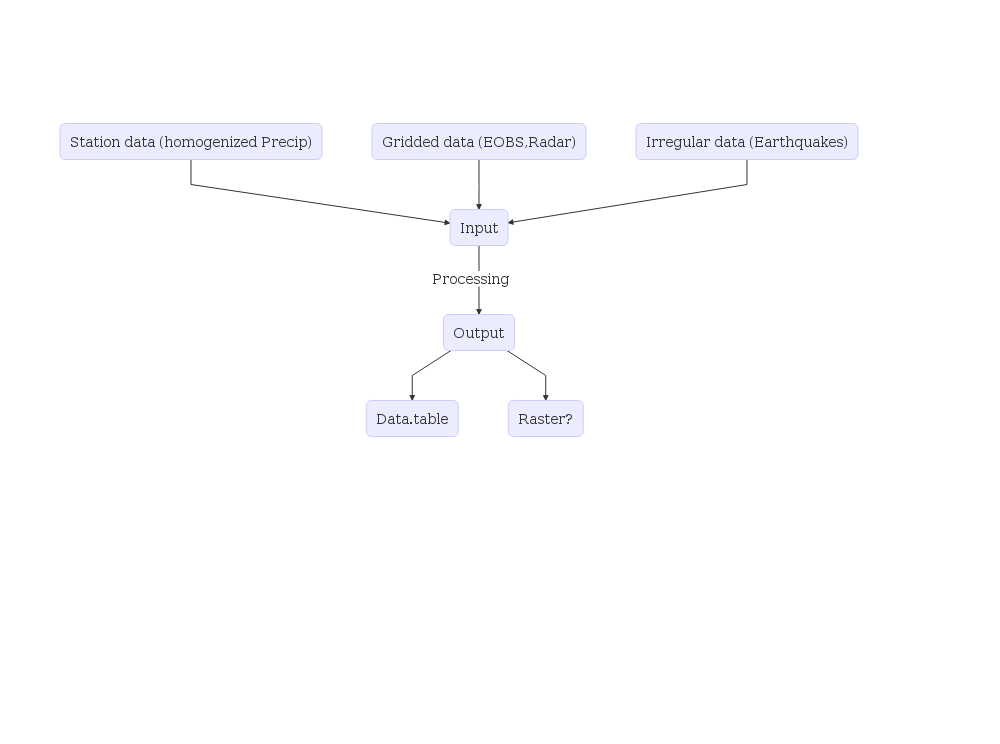 Station data (homogenized Precip)
Gridded data (EOBS,Radar)
Irregular data (Earthquakes)
Input
Processing
Output
Data.table
Raster?